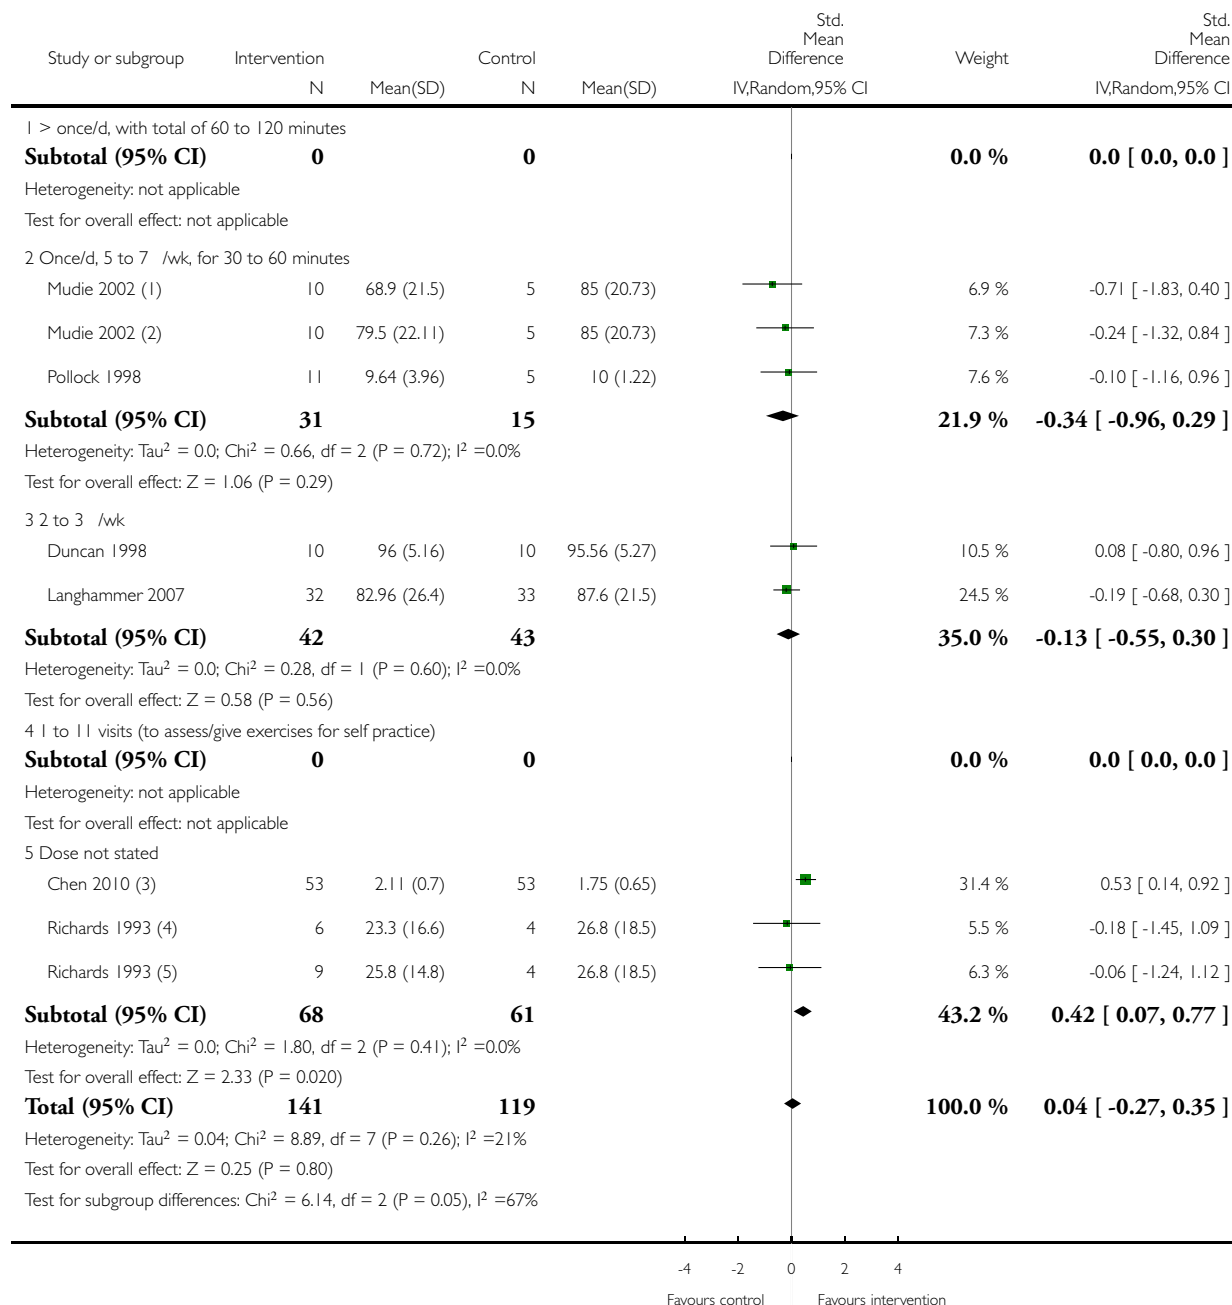 Study or subgroup Intervention Control Std. Mean Difference Weight Std. Mean Difference
N Mean(SD) N Mean(SD) IV,Random,95% CI IV,Random,95% CI
1 > once/d, with total of 60 to 120 minutes
Subtotal (95% CI) 0 0 0.0 % 0.0 [ 0.0, 0.0 ]
Heterogeneity: not applicable
Test for overall effect: not applicable
2 Once/d, 5 to 7 /wk, for 30 to 60 minutes
Mudie 2002 (1) 10 68.9 (21.5) 5 85 (20.73) 6.9 % -0.71 [ -1.83, 0.40 ]
Mudie 2002 (2) 10 79.5 (22.11) 5 85 (20.73) 7.3 % -0.24 [ -1.32, 0.84 ]
Pollock 1998 11 9.64 (3.96) 5 10 (1.22) 7.6 % -0.10 [ -1.16, 0.96 ]
Subtotal (95% CI) 31 15 21.9 % -0.34 [ -0.96, 0.29 ]
Heterogeneity: Tau² = 0.0; Chi² = 0.66, df = 2 (P = 0.72); I² =0.0%
Test for overall effect: Z = 1.06 (P = 0.29)
3 2 to 3 /wk
Duncan 1998 10 96 (5.16) 10 95.56 (5.27) 10.5 % 0.08 [ -0.80, 0.96 ]
Langhammer 2007 32 82.96 (26.4) 33 87.6 (21.5) 24.5 % -0.19 [ -0.68, 0.30 ]
Subtotal (95% CI) 42 43 35.0 % -0.13 [ -0.55, 0.30 ]
Heterogeneity: Tau² = 0.0; Chi² = 0.28, df = 1 (P = 0.60); I² =0.0%
Test for overall effect: Z = 0.58 (P = 0.56)
4 1 to 11 visits (to assess/give exercises for self practice)
Subtotal (95% CI) 0 0 0.0 % 0.0 [ 0.0, 0.0 ]
Heterogeneity: not applicable
Test for overall effect: not applicable
5 Dose not stated
Chen 2010 (3) 53 2.11 (0.7) 53 1.75 (0.65) 31.4 % 0.53 [ 0.14, 0.92 ]
Richards 1993 (4) 6 23.3 (16.6) 4 26.8 (18.5) 5.5 % -0.18 [ -1.45, 1.09 ]
Richards 1993 (5) 9 25.8 (14.8) 4 26.8 (18.5) 6.3 % -0.06 [ -1.24, 1.12 ]
Subtotal (95% CI) 68 61 43.2 % 0.42 [ 0.07, 0.77 ]
Heterogeneity: Tau² = 0.0; Chi² = 1.80, df = 2 (P = 0.41); I² =0.0%
Test for overall effect: Z = 2.33 (P = 0.020)
Total (95% CI) 141 119 100.0 % 0.04 [ -0.27, 0.35 ]
Heterogeneity: Tau² = 0.04; Chi² = 8.89, df = 7 (P = 0.26); I² =21%
Test for overall effect: Z = 0.25 (P = 0.80)
Test for subgroup differences: Chi² = 6.14, df = 2 (P = 0.05), I² =67%
-4 -2 0 2 4
Favours control Favours intervention